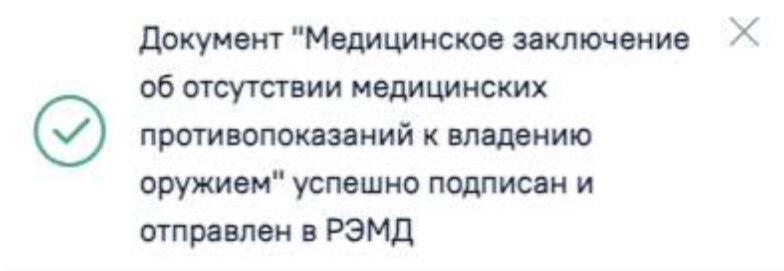 Документ "Медицинское заключение
об отсутствии медицинских
противопоказаний к владению
оружием" успешно подписан и
отправлен в РЭМД